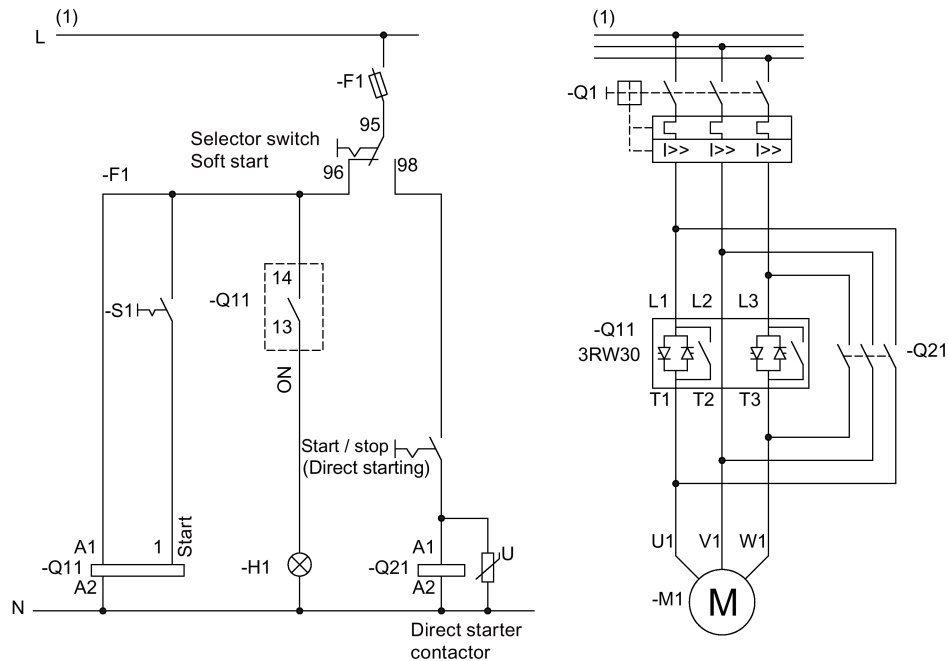 (1)
L
-F1
95
Selector switch
Soft start
96
98
-F1
14
-Q11
13
-S1
ON
Start / stop
(Direct starting)
Start
A1
1
-Q11
A2
-H1
A1
-Q21
A2
U
N
Direct starter
contactor
(1)
-Q1
I>> I>> I>>
L1 L2 L3
-Q11
3RW30
-Q21
T1 T2 T3
U1 V1 W1
-M1
M